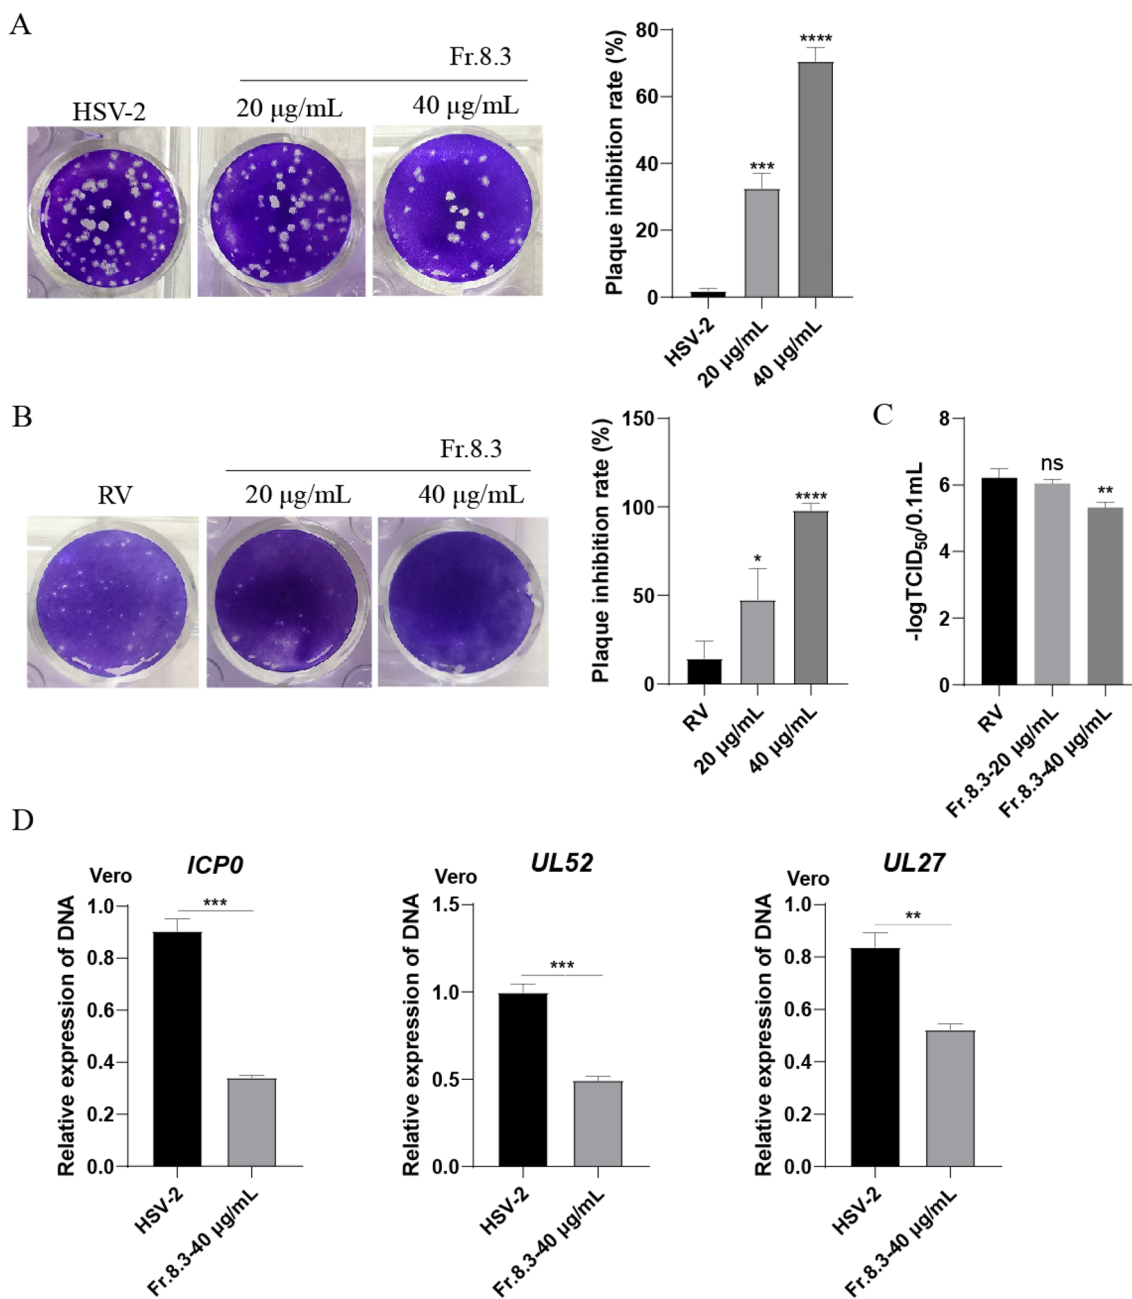 A
Fr.8.3
HSV-2
20 μg/mL
40 μg/mL
Plaque inhibition rate (%)
80
60
40
20
0
***
****
HSV-2
20 μg/mL
40 μg/mL
B
Fr.8.3
RV
20 μg/mL
40 μg/mL
Plaque inhibition rate (%)
150
100
50
0
*
****
RV
20 μg/mL
40 μg/mL
C
-logTCID50/0.1mL
8
6
4
2
0
ns
**
RV
Fr.8.3-20 μg/mL
Fr.8.3-40 μg/mL
D
Vero
ICP0
Relative expression of DNA
1.0
0.8
0.6
0.4
0.2
0.0
***
HSV-2
Fr.8.3-40 μg/mL
Vero
UL52
Relative expression of DNA
1.5
1.0
0.5
0.0
***
HSV-2
Fr.8.3-40 μg/mL
Vero
UL27
Relative expression of DNA
1.0
0.8
0.6
0.4
0.2
0.0
**
HSV-2
Fr.8.3-40 μg/mL